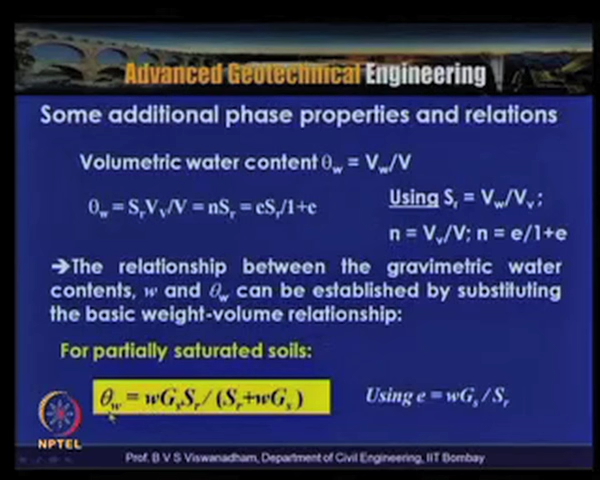 Advanced Geotechnical Engineering
Some additional phase properties and relations
Volumetric water content θw = Vw/V
θw = SrVv/V = nSr = eSr/1+e
Using Sr = Vw/Vv;
n = Vv/V; n = e/1+e
➔The relationship between the gravimetric water
contents, w and θw can be established by substituting
the basic weight-volume relationship:
For partially saturated soils:
θw = wGsSr/(Sr+wGs)
Using e = wGs/Sr
NPTEL
Prof. B V S Viswanadham, Department of Civil Engineering, IIT Bombay